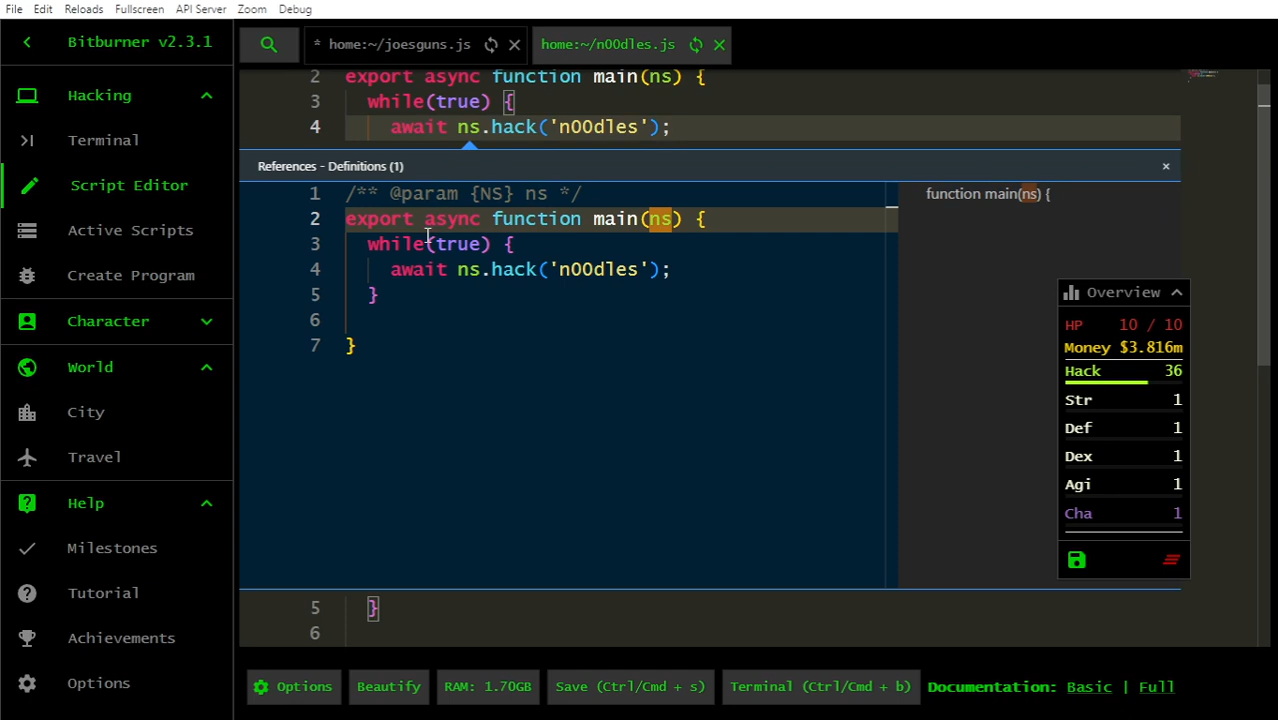 File Edit Reloads Fullscreen API Server Zoom Debug
Bitburner v2.3.1
Hacking
Terminal
Script Editor
Active Scripts
Create Program
Character
World
City
Travel
Help
Milestones
Tutorial
Achievements
Options
* home:~/joesguns.js
home:~/n00dles.js
2 export async function main(ns) {
3 while(true) {
4 await ns.hack('n00dles');
References - Definitions (1)
1 /** @param {NS} ns */
2 export async function main(ns) {
3 while(true) {
4 await ns.hack('n00dles');
5 }
6
7 }
function main(ns) {
5 }
6
Overview
HP 10 / 10
Money $3.816m
Hack 36
Str 1
Def 1
Dex 1
Agi 1
Cha 1
Options Beautify RAM: 1.70GB Save (Ctrl/Cmd + s) Terminal (Ctrl/Cmd + b) Documentation: Basic | Full